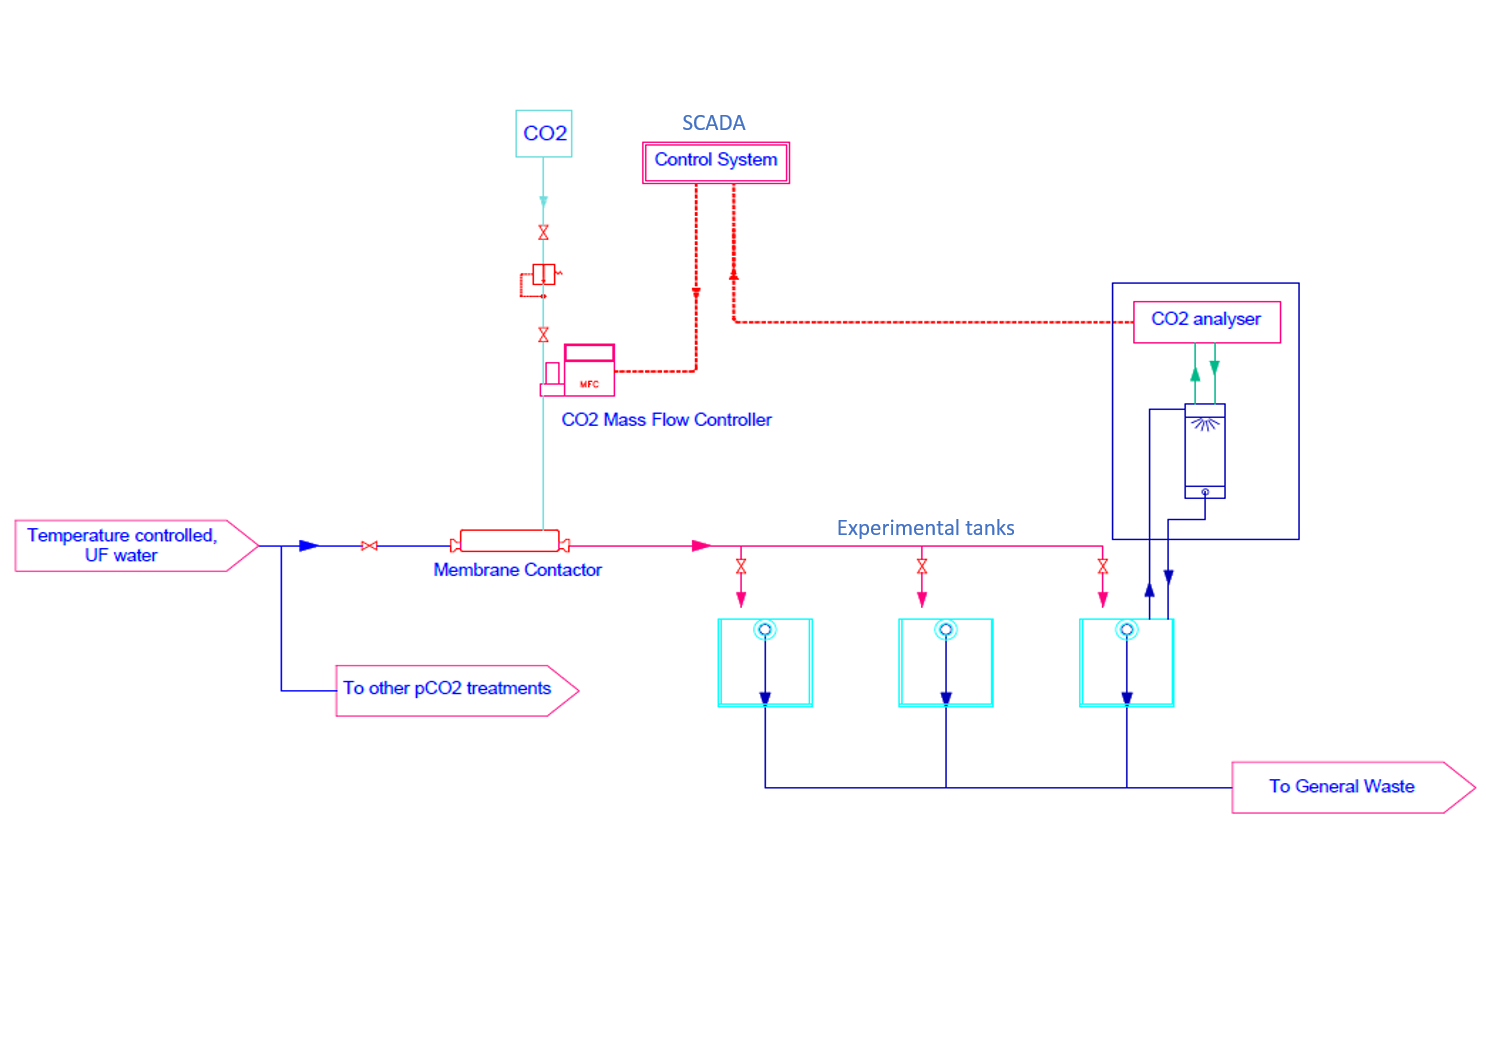 CO2
SCADA
Control System
CO2 analyser
MFC
CO2 Mass Flow Controller
Temperature controlled,
UF water
Experimental tanks
Membrane Contactor
To other pCO2 treatments
To General Waste